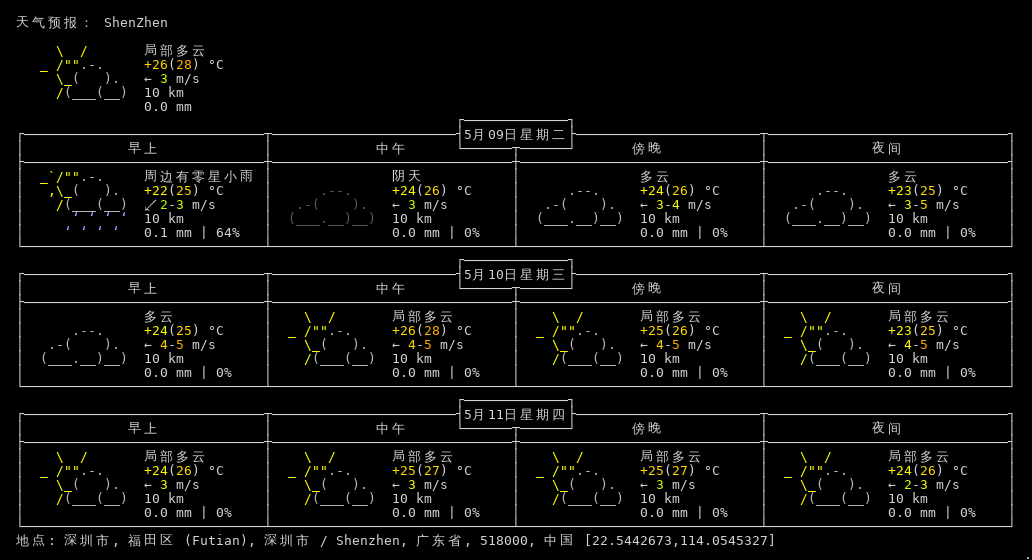 天气预报： ShenZhen
局部多云
+26(28) °C
← 3 m/s
10 km
0.0 mm
5月09日星期二
早上 中午 傍晚 夜间
周边有零星小雨 阴天 多云 多云
+22(25) °C +24(26) °C +24(26) °C +23(25) °C
↙ 2-3 m/s ← 3 m/s ← 3-4 m/s ← 3-5 m/s
10 km 10 km 10 km 10 km
0.1 mm | 64% 0.0 mm | 0% 0.0 mm | 0% 0.0 mm | 0%
5月10日星期三
早上 中午 傍晚 夜间
多云 局部多云 局部多云 局部多云
+24(25) °C +26(28) °C +25(26) °C +23(25) °C
← 4-5 m/s ← 4-5 m/s ← 4-5 m/s ← 4-5 m/s
10 km 10 km 10 km 10 km
0.0 mm | 0% 0.0 mm | 0% 0.0 mm | 0% 0.0 mm | 0%
5月11日星期四
早上 中午 傍晚 夜间
局部多云 局部多云 局部多云 局部多云
+24(26) °C +25(27) °C +25(27) °C +24(26) °C
← 3 m/s ← 3 m/s ← 3 m/s ← 2-3 m/s
10 km 10 km 10 km 10 km
0.0 mm | 0% 0.0 mm | 0% 0.0 mm | 0% 0.0 mm | 0%
地点: 深圳市, 福田区 (Futian), 深圳市 / Shenzhen, 广东省, 518000, 中国 [22.5442673,114.0545327]